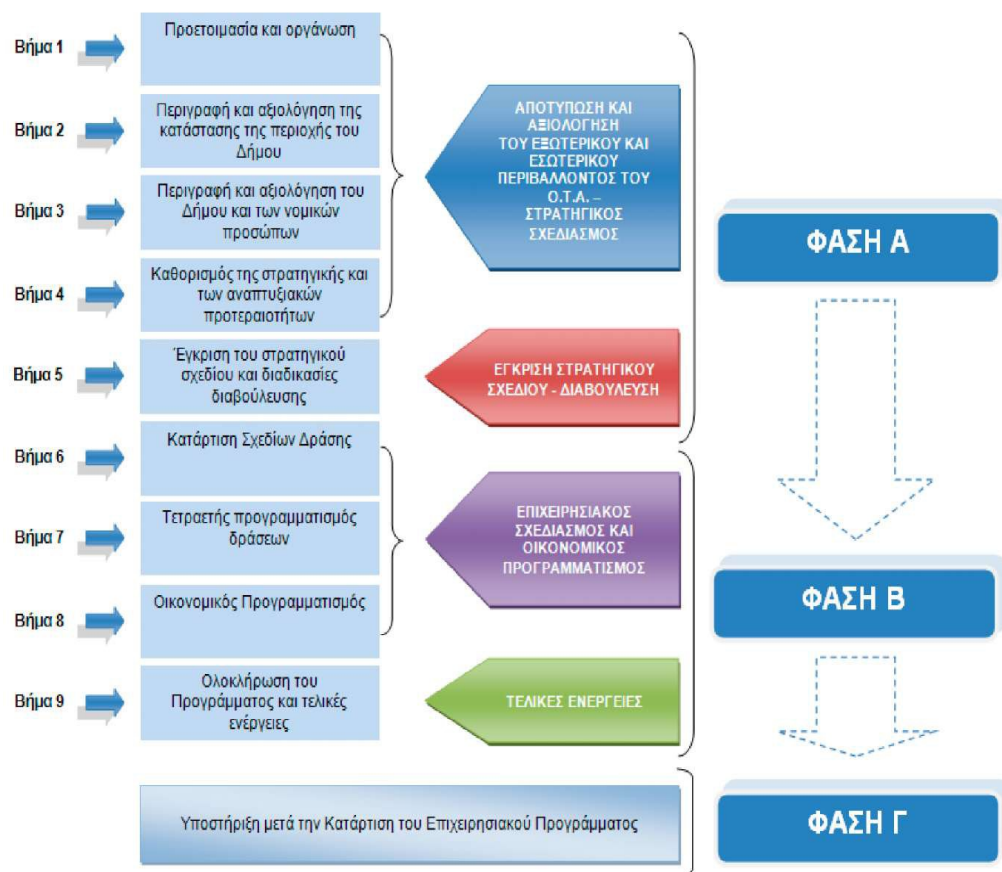 Βήμα 1
Προετοιμασία και οργάνωση
Βήμα 2
Περιγραφή και αξιολόγηση της
κατάστασης της περιοχής του
Δήμου
Βήμα 3
Περιγραφή και αξιολόγηση του
Δήμου και των νομικών
προσώπων
Βήμα 4
Καθορισμός της στρατηγικής και
των αναπτυξιακών
προτεραιοτήτων
ΑΠΟΤΥΠΩΣΗ ΚΑΙ
ΑΞΙΟΛΟΓΗΣΗ
ΤΟΥ ΕΞΩΤΕΡΙΚΟΥ ΚΑΙ
ΕΣΩΤΕΡΙΚΟΥ
ΠΕΡΙΒΑΛΛΟΝΤΟΣ ΤΟΥ
Ο.Τ.Α. –
ΣΤΡΑΤΗΓΙΚΟΣ
ΣΧΕΔΙΑΣΜΟΣ
Βήμα 5
Έγκριση του στρατηγικού
σχεδίου και διαδικασίες
διαβούλευσης
ΕΓΚΡΙΣΗ ΣΤΡΑΤΗΓΙΚΟΥ
ΣΧΕΔΙΟΥ - ΔΙΑΒΟΥΛΕΥΣΗ
ΦΑΣΗ Α
Βήμα 6
Κατάρτιση Σχεδίων Δράσης
Βήμα 7
Τετραετής προγραμματισμός
δράσεων
Βήμα 8
Οικονομικός Προγραμματισμός
ΕΠΙΧΕΙΡΗΣΙΑΚΟΣ
ΣΧΕΔΙΑΣΜΟΣ ΚΑΙ
ΟΙΚΟΝΟΜΙΚΟΣ
ΠΡΟΓΡΑΜΜΑΤΙΣΜΟΣ
Βήμα 9
Ολοκλήρωση του
Προγράμματος και τελικές
ενέργειες
ΤΕΛΙΚΕΣ ΕΝΕΡΓΕΙΕΣ
ΦΑΣΗ Β
Υποστήριξη μετά την Κατάρτιση του Επιχειρησιακού Προγράμματος
ΦΑΣΗ Γ